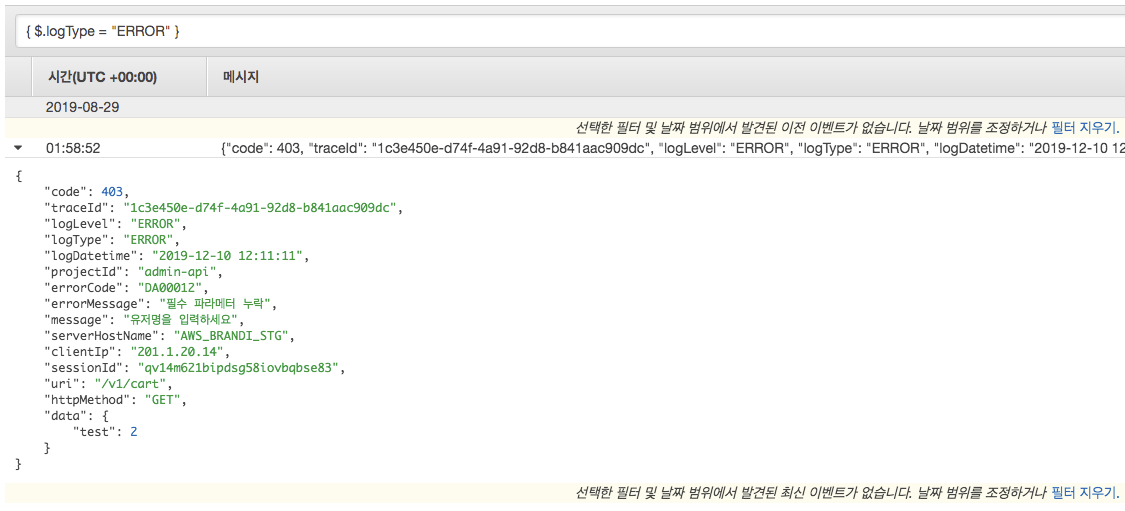 { $.logType = "ERROR" }
시간(UTC +00:00) 메시지
2019-08-29
선택한 필터 및 날짜 범위에서 발견된 이전 이벤트가 없습니다. 날짜 범위를 조정하거나 필터 지우기.
01:58:52 {"code": 403, "traceId": "1c3e450e-d74f-4a91-92d8-b841aac909dc", "logLevel": "ERROR", "logType": "ERROR", "logDatetime": "2019-12-10 12
{
"code": 403,
"traceId": "1c3e450e-d74f-4a91-92d8-b841aac909dc",
"logLevel": "ERROR",
"logType": "ERROR",
"logDatetime": "2019-12-10 12:11:11",
"projectId": "admin-api",
"errorCode": "DA00012",
"errorMessage": "필수 파라메터 누락",
"message": "유저명을 입력하세요",
"serverHostName": "AWS_BRANDI_STG",
"clientIp": "201.1.20.14",
"sessionId": "qv14m621bipdsg58iovbqbse83",
"uri": "/v1/cart",
"httpMethod": "GET",
"data": {
"test": 2
}
}
선택한 필터 및 날짜 범위에서 발견된 최신 이벤트가 없습니다. 날짜 범위를 조정하거나 필터 지우기.